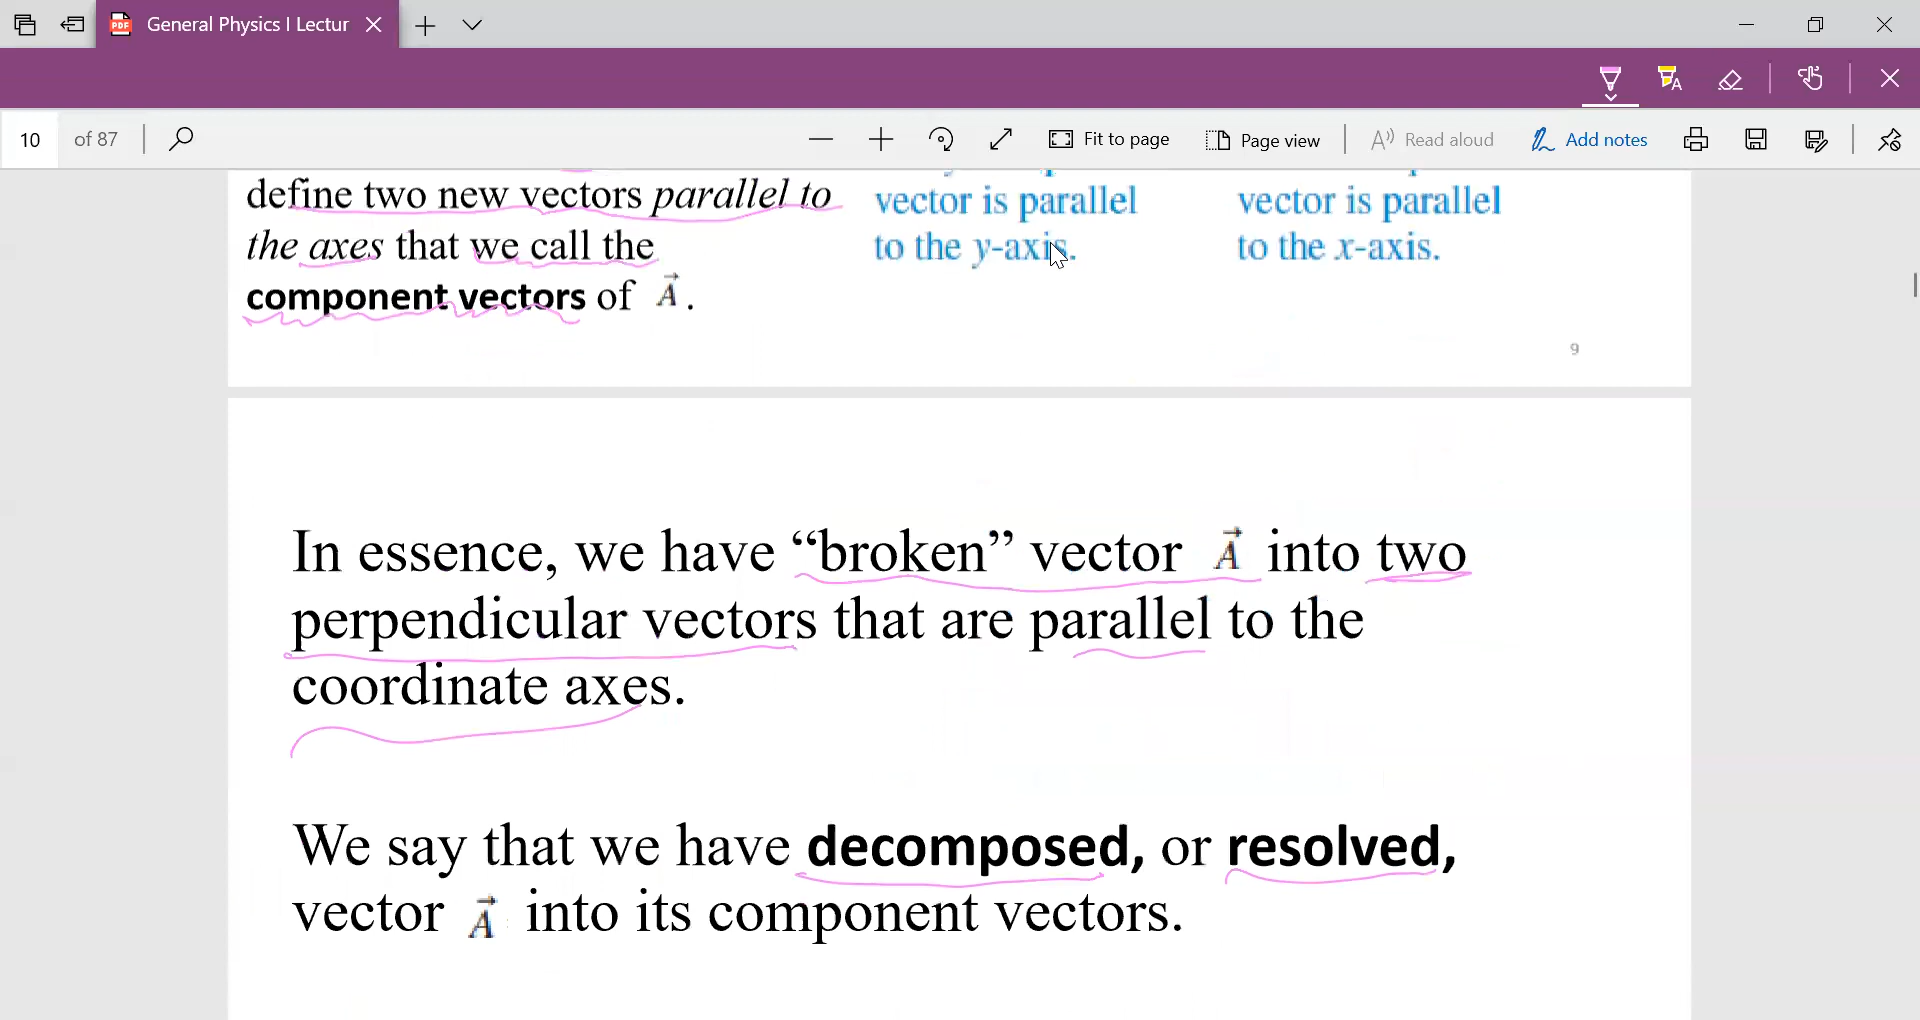 General Physics I Lectur
10 of 87
Fit to page
Page view
Read aloud
Add notes
define two new vectors parallel to
the axes that we call the
component vectors of A⃗.
vector is parallel
to the y-axis.
vector is parallel
to the x-axis.
9
In essence, we have “broken” vector A⃗ into two
perpendicular vectors that are parallel to the
coordinate axes.
We say that we have decomposed, or resolved,
vector A⃗ into its component vectors.